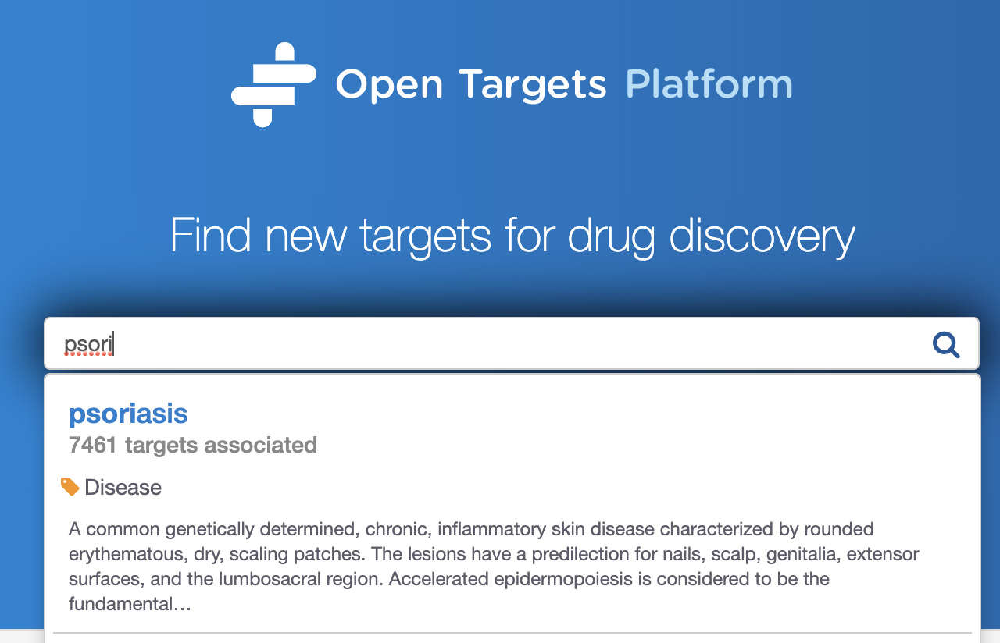 Open Targets Platform
Find new targets for drug discovery
psori
psoriasis
7461 targets associated
Disease
A common genetically determined, chronic, inflammatory skin disease characterized by rounded
erythematous, dry, scaling patches. The lesions have a predilection for nails, scalp, genitalia, extensor
surfaces, and the lumbosacral region. Accelerated epidermopoiesis is considered to be the
fundamental…